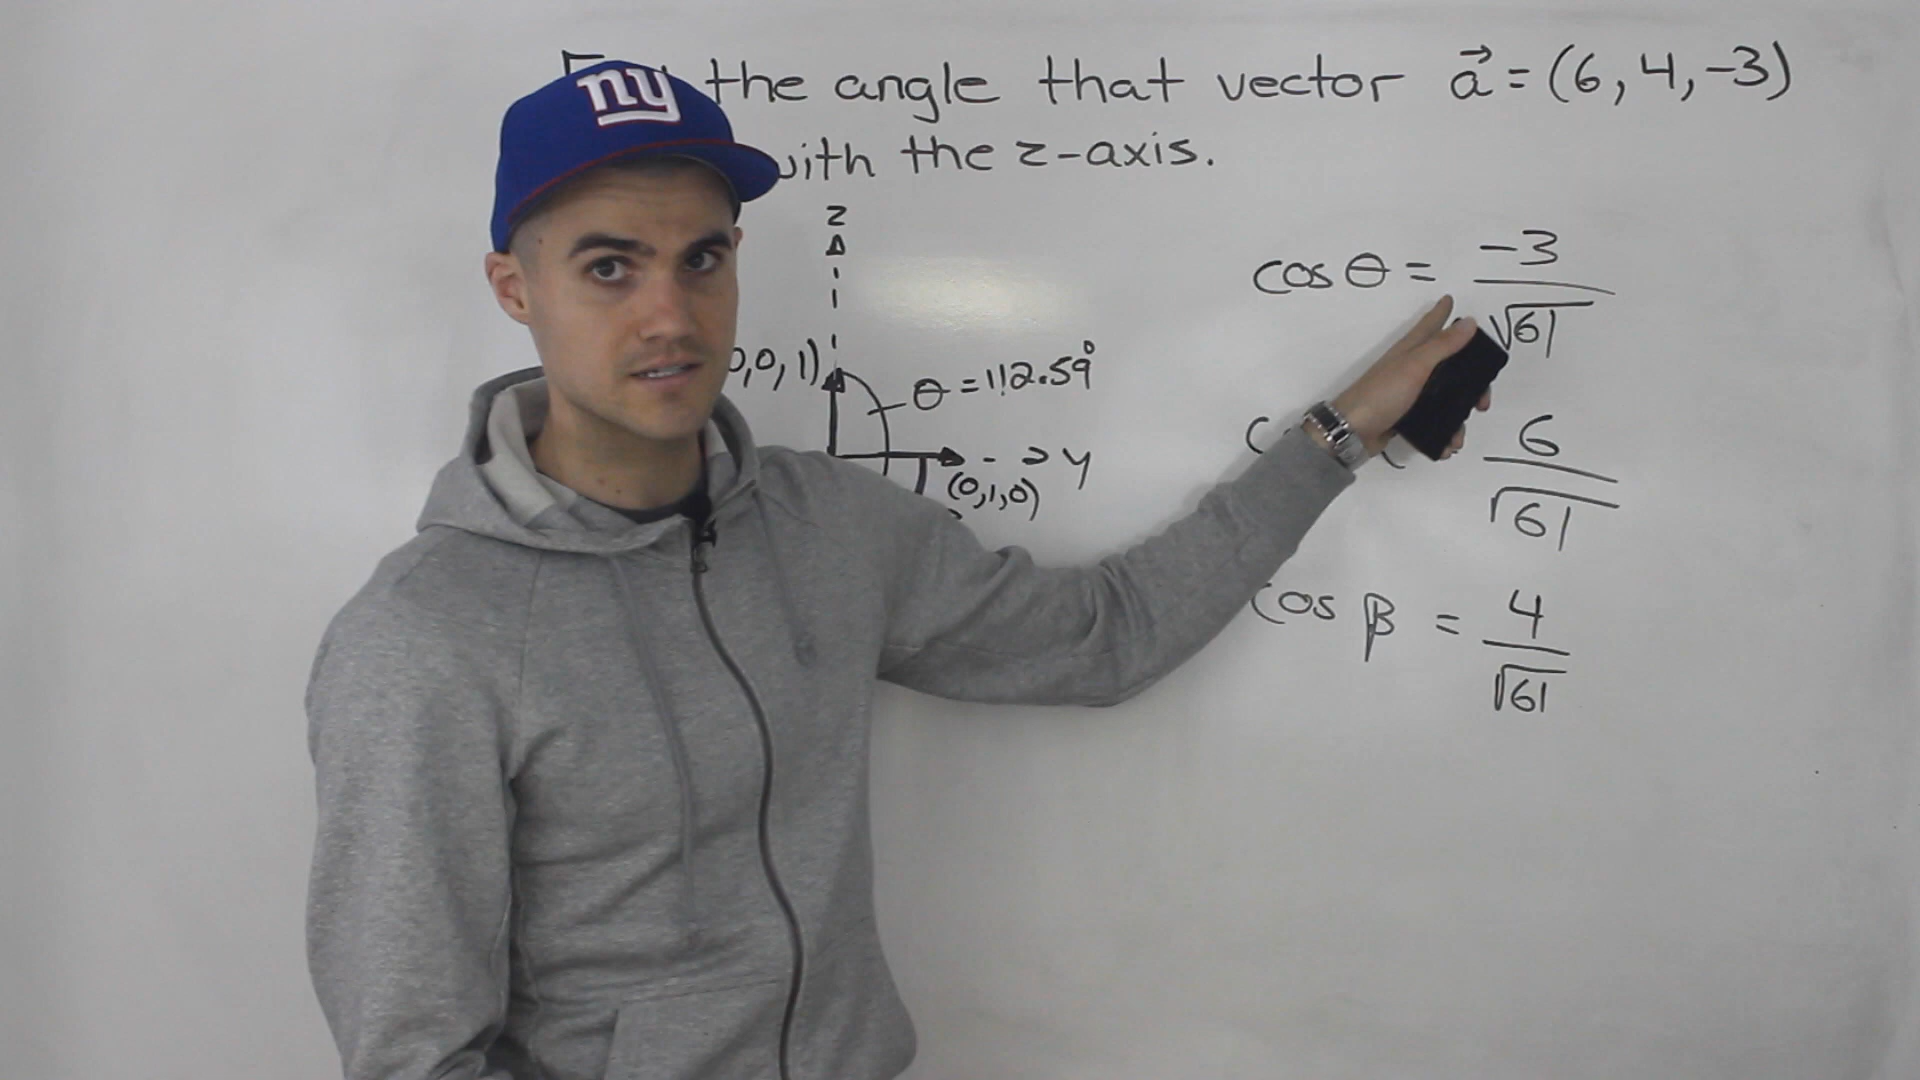 the angle that vector a⃗ = (6, 4, -3)
with the z-axis.
ny
z
0,0,1)
θ = 112.59°
y
(0,1,0)
cos θ = -3/√61
6/√61
cos β = 4/√61